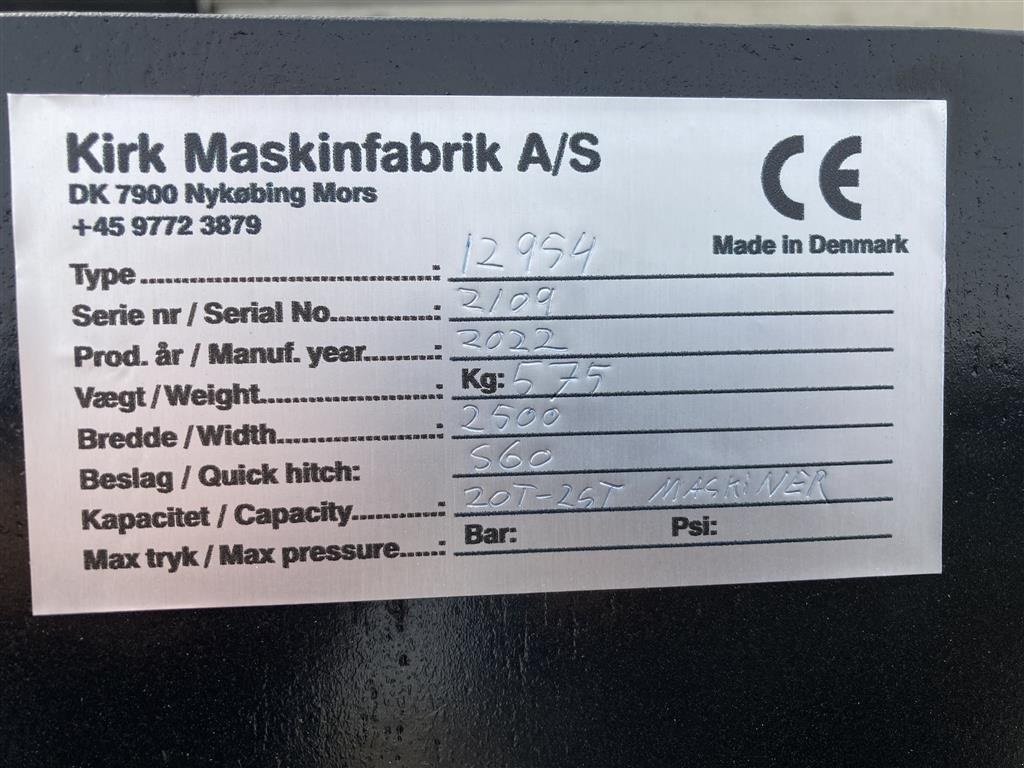 Kirk Maskinfabrik A/S
DK 7900 Nykøbing Mors
+45 9772 3879
CE
Made in Denmark
Type..........................................: 12954
Serie nr / Serial No...............: 2109
Prod. år / Manuf. year..........: 2022
Vægt / Weight.........................: Kg: 575
Bredde / Width.......................: 2500
Beslag / Quick hitch: S60
Kapacitet / Capacity.............: 20T-25T MASKINER
Max tryk / Max pressure......: Bar: Psi: